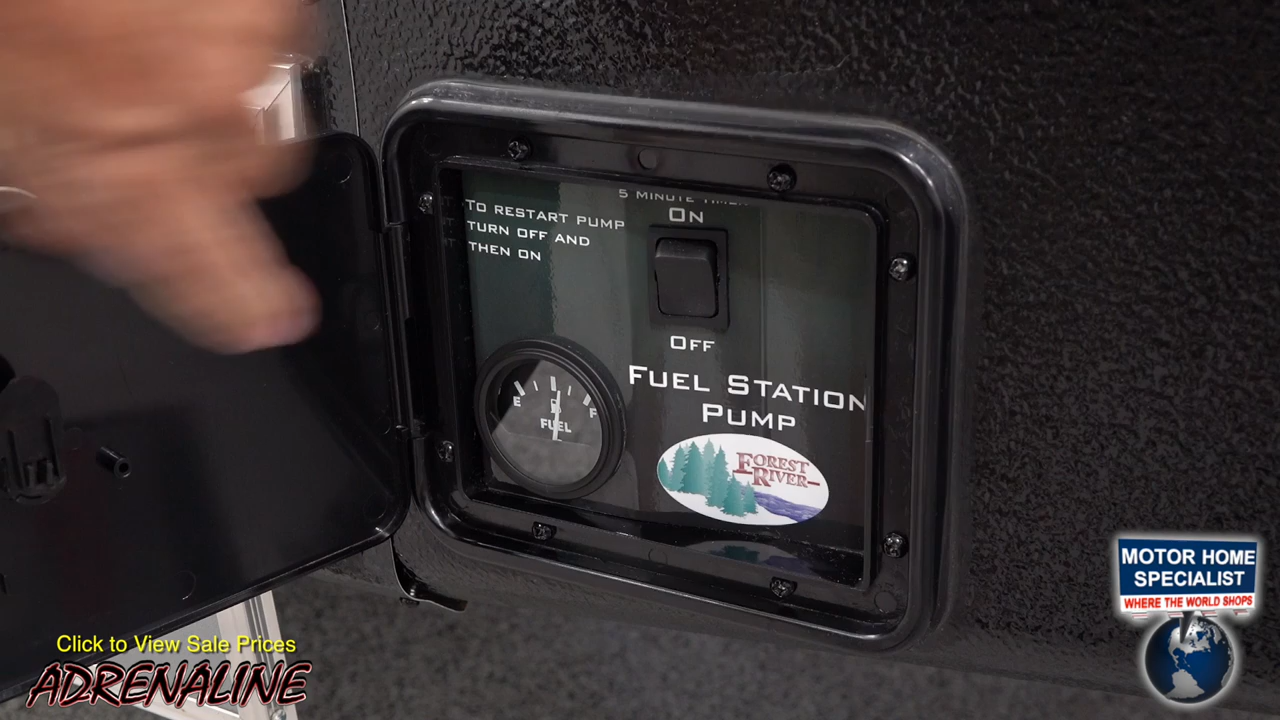 5 MINUTE TIMER
ON
TO RESTART PUMP
TURN OFF AND
THEN ON
OFF
E
F
FUEL
FUEL STATION
PUMP
FOREST
RIVER
Click to View Sale Prices
ADRENALINE
MOTOR HOME
SPECIALIST
WHERE THE WORLD SHOPS